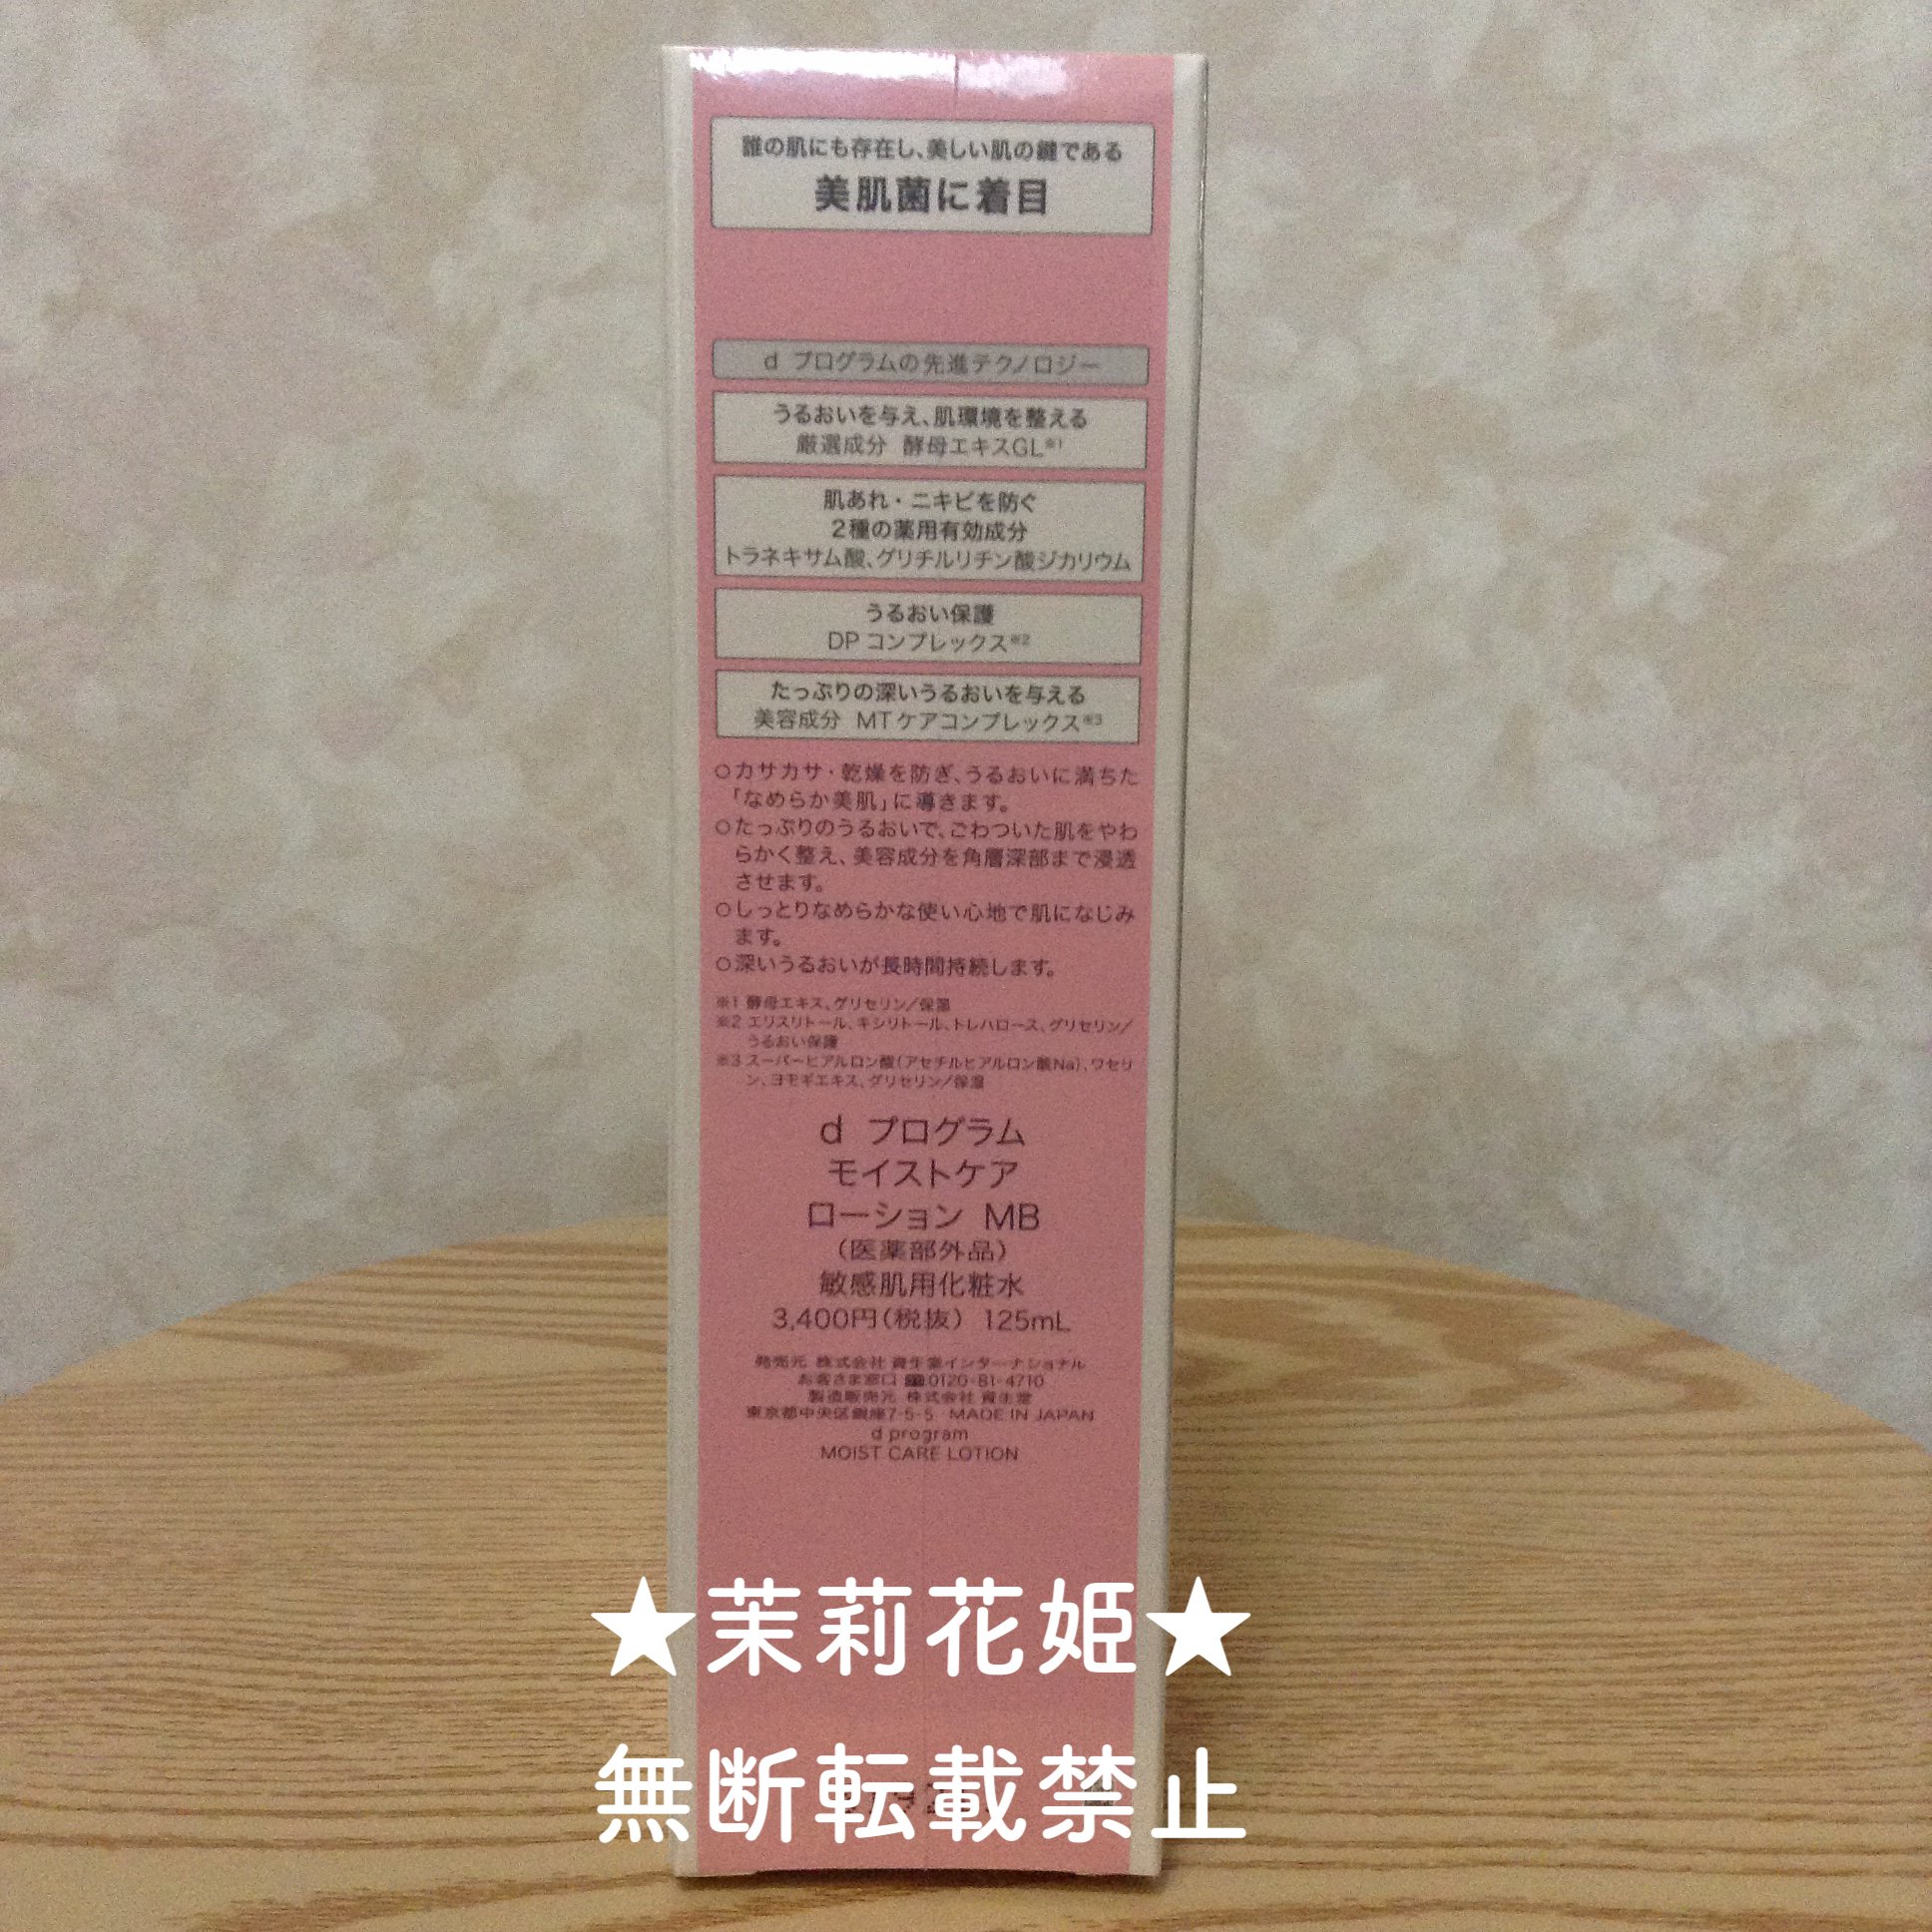 誰の肌にも存在し、美しい肌の鍵である
美肌菌に着目
d プログラムの先進テクノロジー
うるおいを与え、肌環境を整える
厳選成分 酵母エキスGL※1
肌あれ・ニキビを防ぐ
2種の薬用有効成分
トラネキサム酸、グリチルリチン酸ジカリウム
うるおい保護
DP コンプレックス※2
たっぷりの深いうるおいを与える
美容成分 MTケアコンプレックス※3
○カサカサ・乾燥を防ぎ、うるおいに満ちた
「なめらか美肌」に導きます。
○たっぷりのうるおいで、ごわついた肌をやわ
らかく整え、美容成分を角層深部まで浸透
させます。
○しっとりなめらかな使い心地で肌になじみ
ます。
○深いうるおいが長時間持続します。
※1 酵母エキス、グリセリン／保湿
※2 エリスリトール、キシリトール、トレハロース、グリセリン／
うるおい保護
※3 スーパーヒアルロン酸(アセチルヒアルロン酸Na)、ワセリ
ン、ヨモギエキス、グリセリン／保湿
d プログラム
モイストケア
ローション MB
(医薬部外品)
敏感肌用化粧水
3,400円(税抜) 125mL
発売元 株式会社 資生堂インターナショナル
お客さま窓口 0120-81-4710
製造販売元 株式会社 資生堂
東京都中央区銀座7-5-5 MADE IN JAPAN
d program
MOIST CARE LOTION
★茉莉花姫★
無断転載禁止